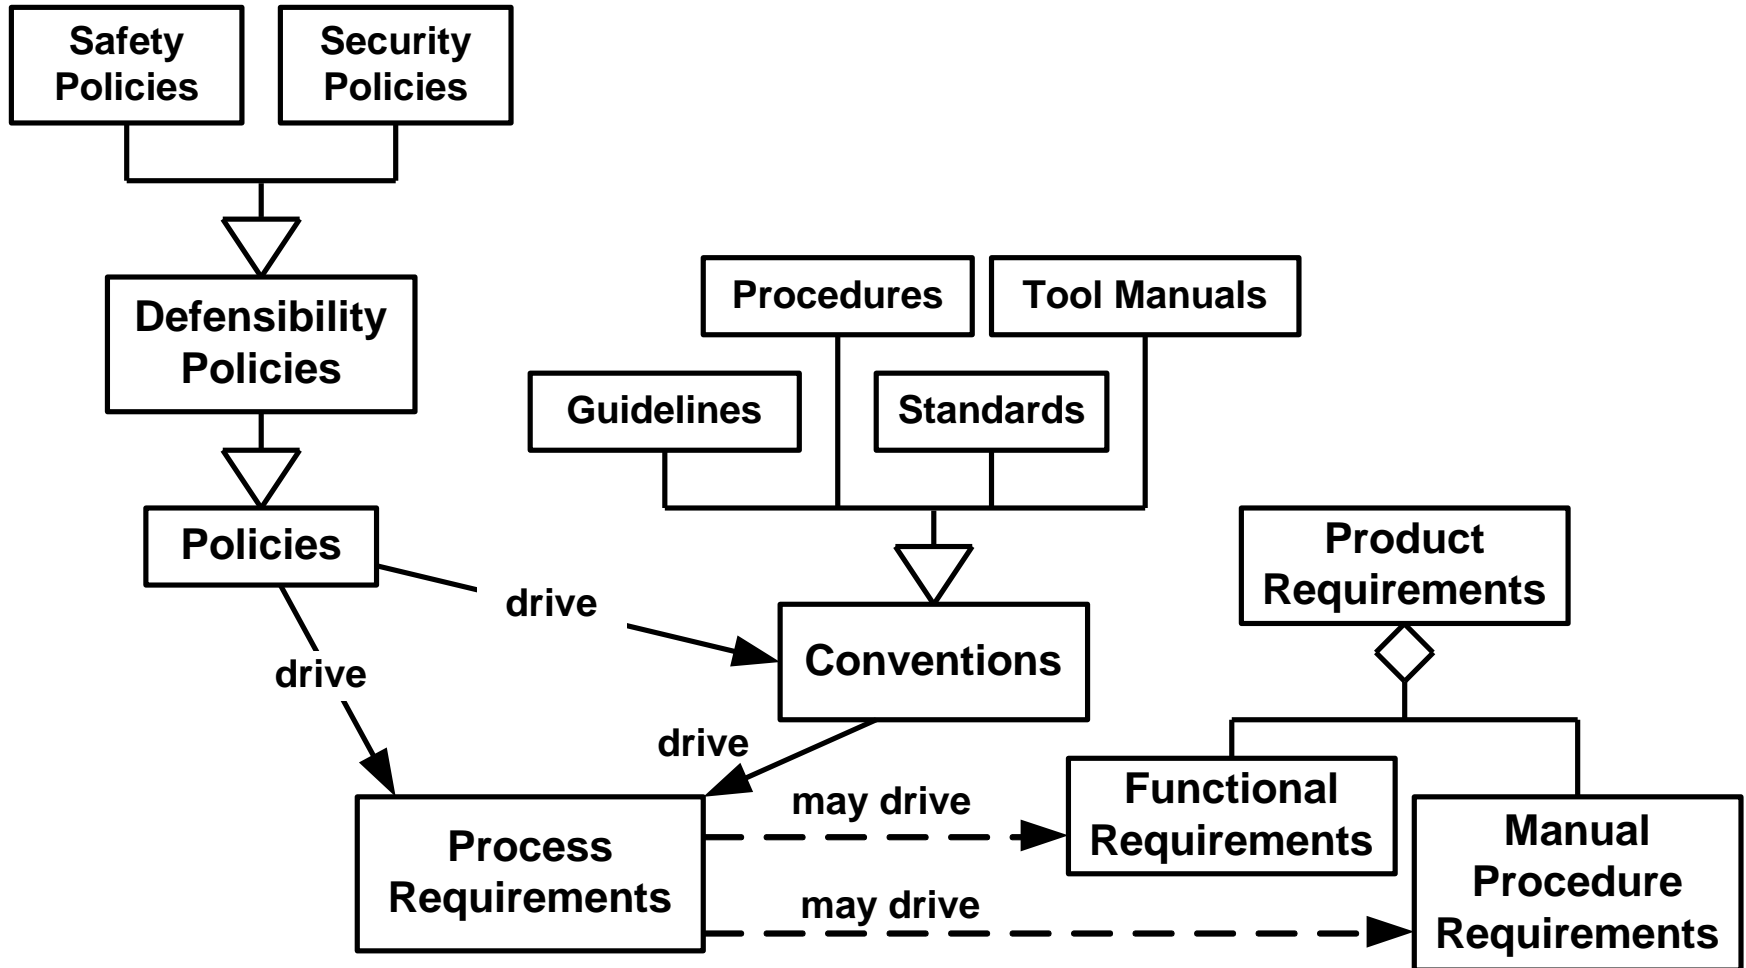 Safety
Policies
Security
Policies
Defensibility
Policies
Procedures
Tool Manuals
Guidelines
Standards
Policies
Product
Requirements
drive
Conventions
drive
drive
Functional
Requirements
may drive
Manual
Procedure
Requirements
Process
Requirements
may drive